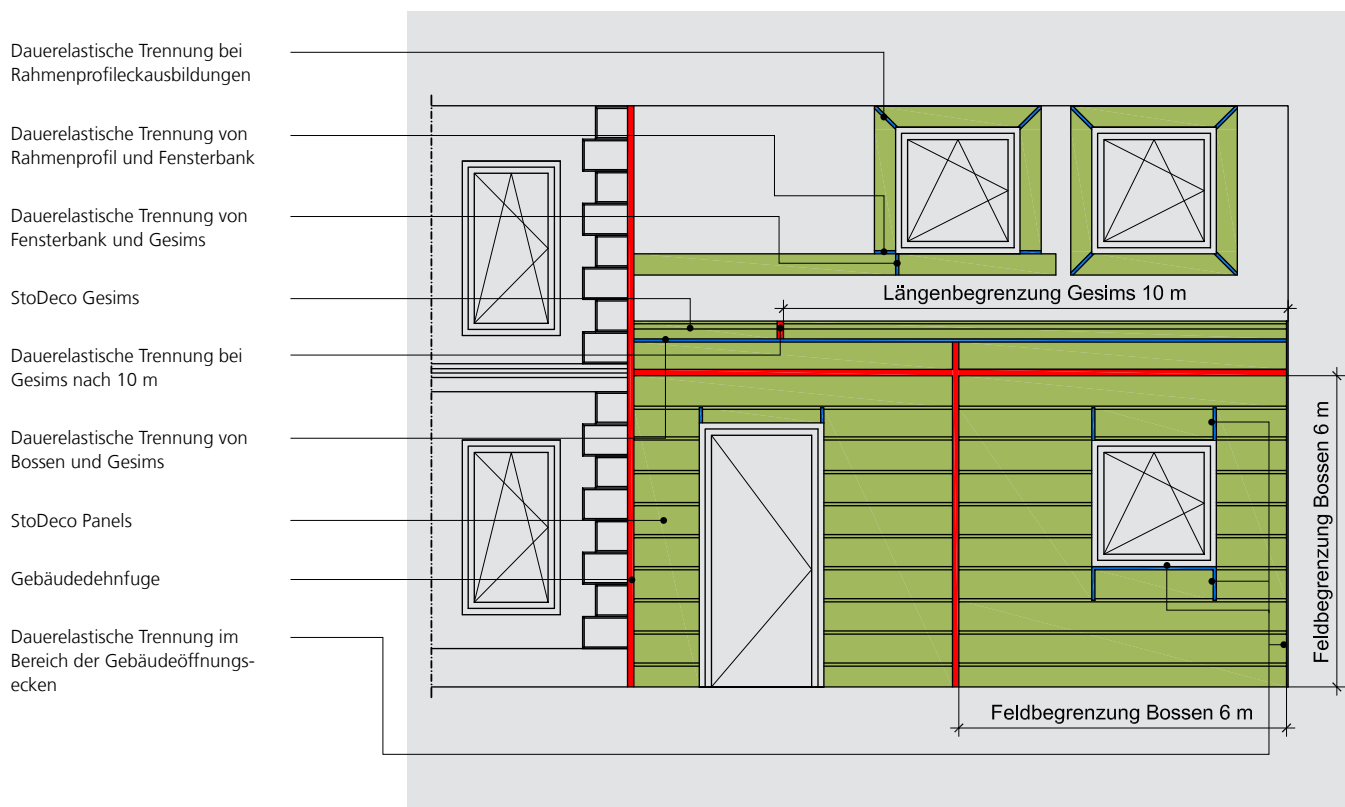 Dauerelastische Trennung bei
Rahmenprofileckausbildungen
Dauerelastische Trennung von
Rahmenprofil und Fensterbank
Dauerelastische Trennung von
Fensterbank und Gesims
StoDeco Gesims
Dauerelastische Trennung bei
Gesims nach 10 m
Dauerelastische Trennung von
Bossen und Gesims
StoDeco Panels
Gebäudedehnfuge
Dauerelastische Trennung im
Bereich der Gebäudeöffnungs-
ecken
Längenbegrenzung Gesims 10 m
Feldbegrenzung Bossen 6 m
Feldbegrenzung Bossen 6 m